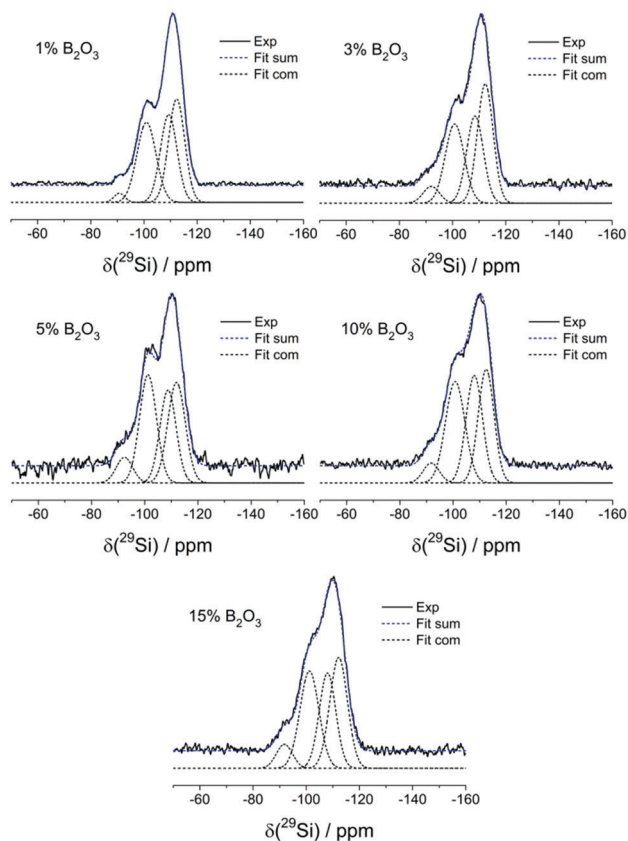 1% B₂O₃
Exp
Fit sum
Fit com
-60 -80 -100 -120 -140 -160
δ(²⁹Si) / ppm
3% B₂O₃
Exp
Fit sum
Fit com
-60 -80 -100 -120 -140 -160
δ(²⁹Si) / ppm
5% B₂O₃
Exp
Fit sum
Fit com
-60 -80 -100 -120 -140 -160
δ(²⁹Si) / ppm
10% B₂O₃
Exp
Fit sum
Fit com
-60 -80 -100 -120 -140 -160
δ(²⁹Si) / ppm
15% B₂O₃
Exp
Fit sum
Fit com
-60 -80 -100 -120 -140 -160
δ(²⁹Si) / ppm